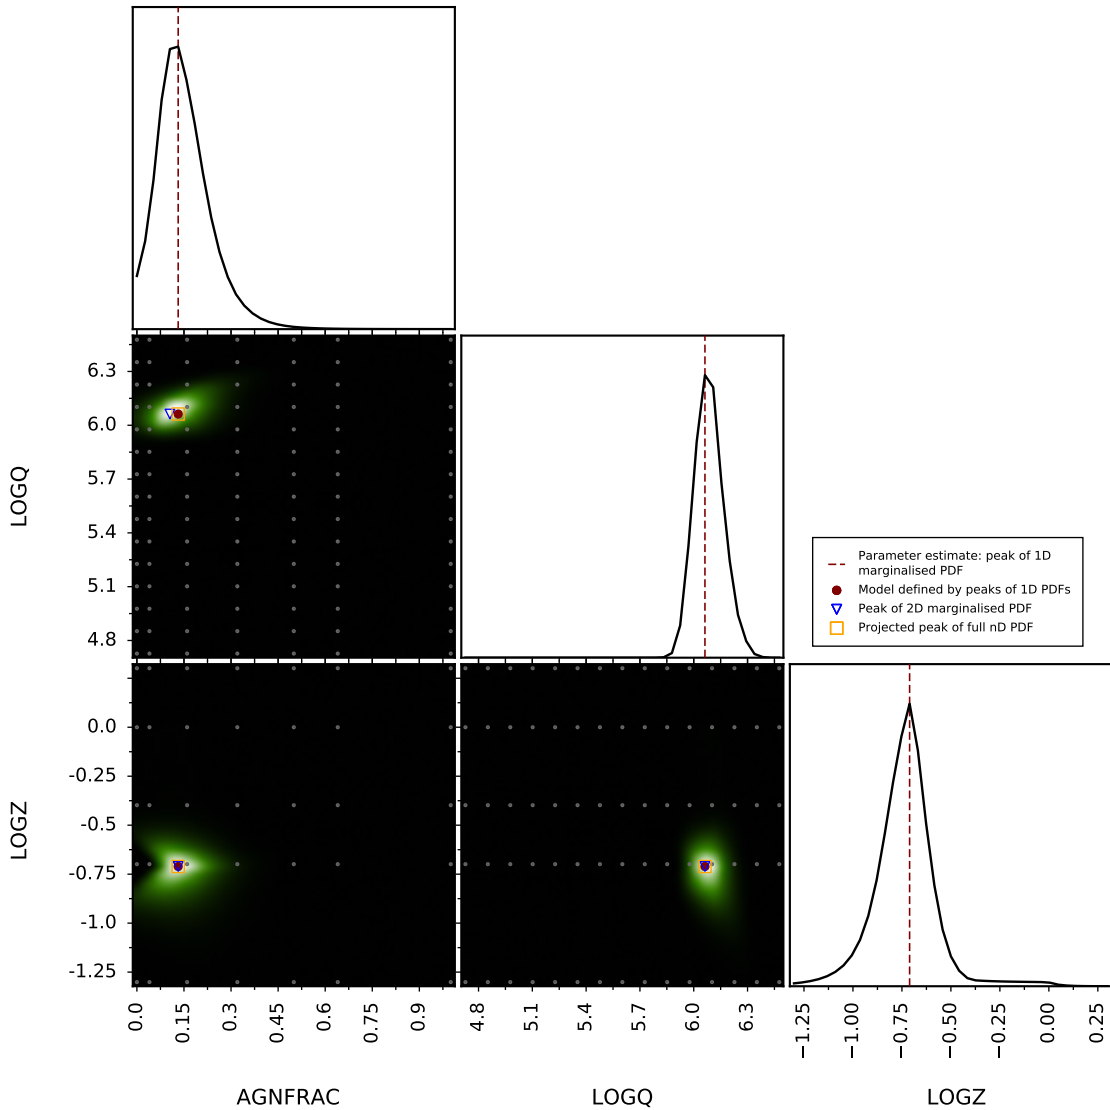 6.3
6.0
5.7
5.4
5.1
4.8
LOGQ
Parameter estimate: peak of 1D
marginalised PDF
Model defined by peaks of 1D PDFs
Peak of 2D marginalised PDF
Projected peak of full nD PDF
0.0
-0.25
-0.5
-0.75
-1.0
-1.25
LOGZ
0.0 0.15 0.3 0.45 0.6 0.75 0.9
4.8 5.1 5.4 5.7 6.0 6.3
−1.25 −1.00 −0.75 −0.50 −0.25 0.00 0.25
AGNFRAC LOGQ LOGZ